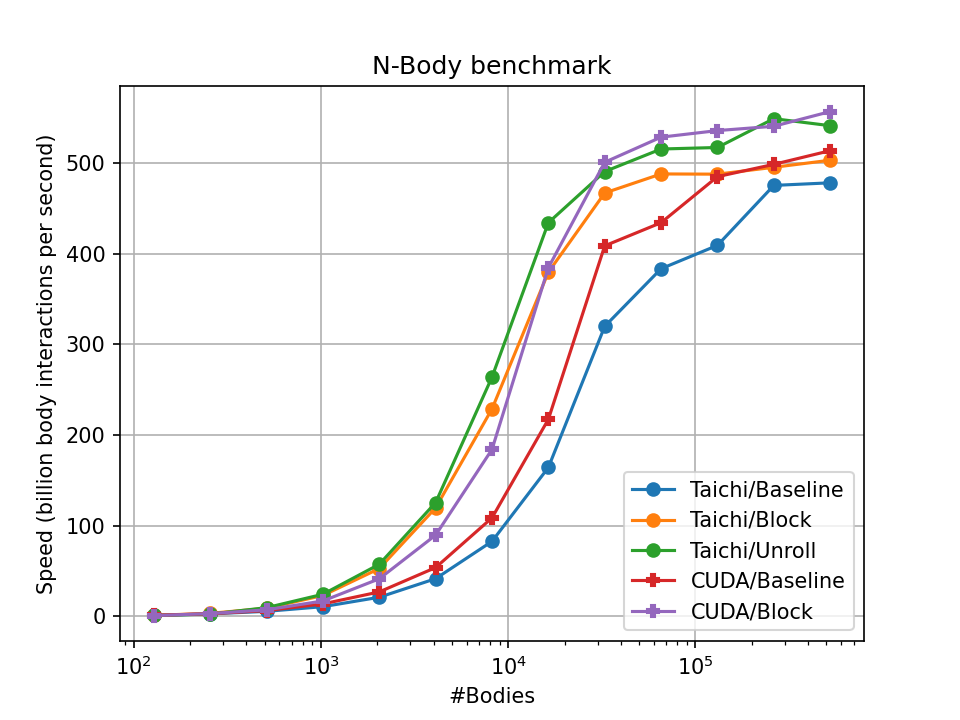 N-Body benchmark
Speed (billion body interactions per second)
500
400
300
200
100
0
10²
10³
10⁴
10⁵
#Bodies
Taichi/Baseline
Taichi/Block
Taichi/Unroll
CUDA/Baseline
CUDA/Block